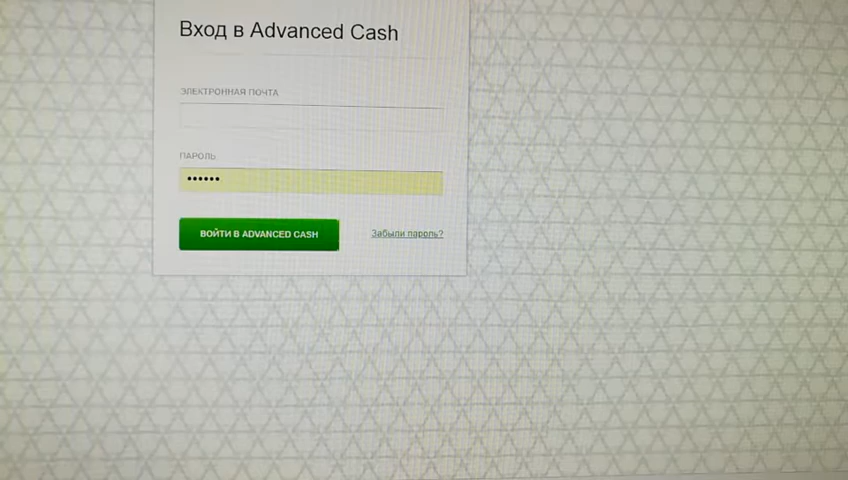 Вход в Advanced Cash
ЭЛЕКТРОННАЯ ПОЧТА
ПАРОЛЬ
••••••
ВОЙТИ В ADVANCED CASH
Забыли пароль?